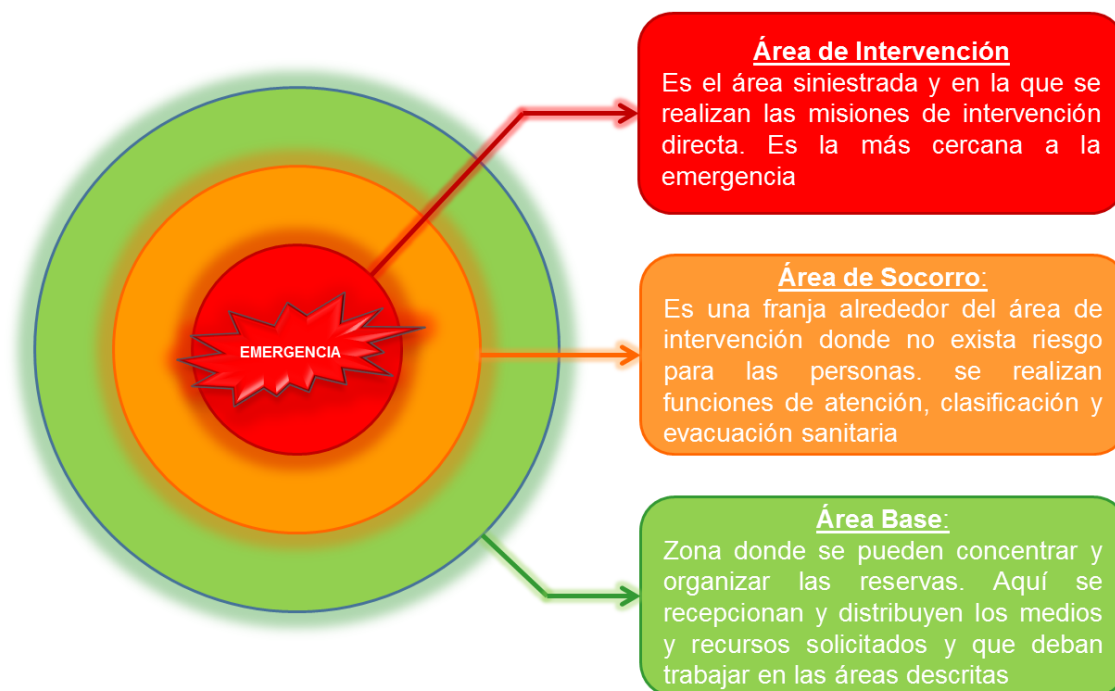 EMERGENCIA
Área de Intervención
Es el área siniestrada y en la que se
realizan las misiones de intervención
directa. Es la más cercana a la
emergencia
Área de Socorro:
Es una franja alrededor del área de
intervención donde no exista riesgo
para las personas. se realizan
funciones de atención, clasificación y
evacuación sanitaria
Área Base:
Zona donde se pueden concentrar y
organizar las reservas. Aquí se
recepcionan y distribuyen los medios
y recursos solicitados y que deban
trabajar en las áreas descritas